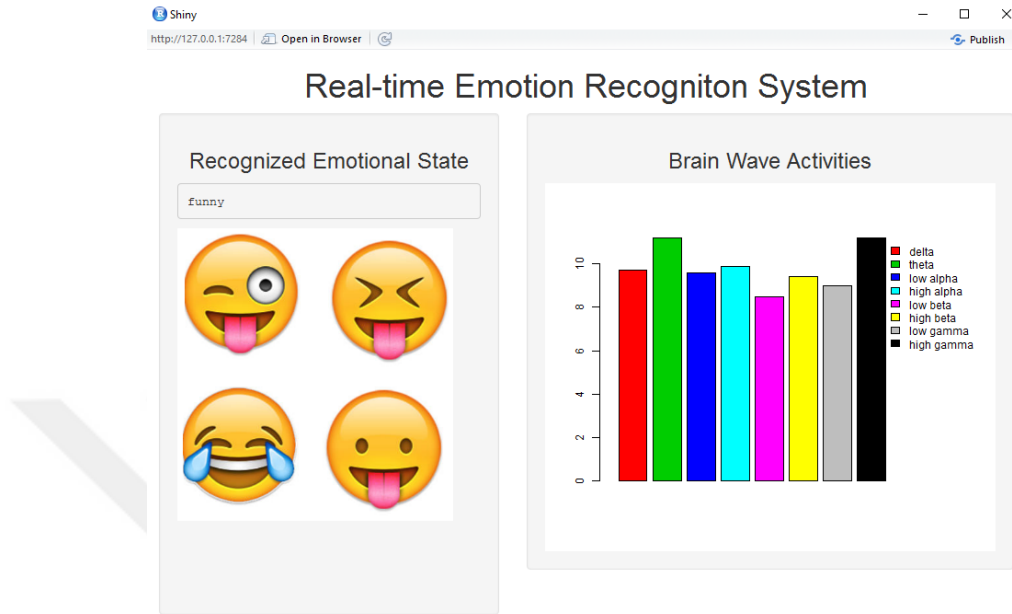 Shiny
http://127.0.0.1:7284 Open in Browser Publish
Real-time Emotion Recogniton System
Recognized Emotional State
funny
Brain Wave Activities
10
8
6
4
2
0
delta
theta
low alpha
high alpha
low beta
high beta
low gamma
high gamma